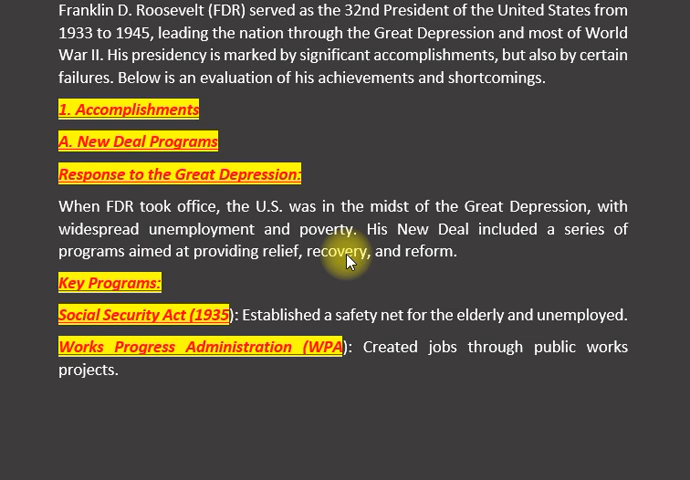 Franklin D. Roosevelt (FDR) served as the 32nd President of the United States from
1933 to 1945, leading the nation through the Great Depression and most of World
War II. His presidency is marked by significant accomplishments, but also by certain
failures. Below is an evaluation of his achievements and shortcomings.
1. Accomplishments
A. New Deal Programs
Response to the Great Depression:
When FDR took office, the U.S. was in the midst of the Great Depression, with
widespread unemployment and poverty. His New Deal included a series of
programs aimed at providing relief, recovery, and reform.
Key Programs:
Social Security Act (1935): Established a safety net for the elderly and unemployed.
Works Progress Administration (WPA): Created jobs through public works
projects.